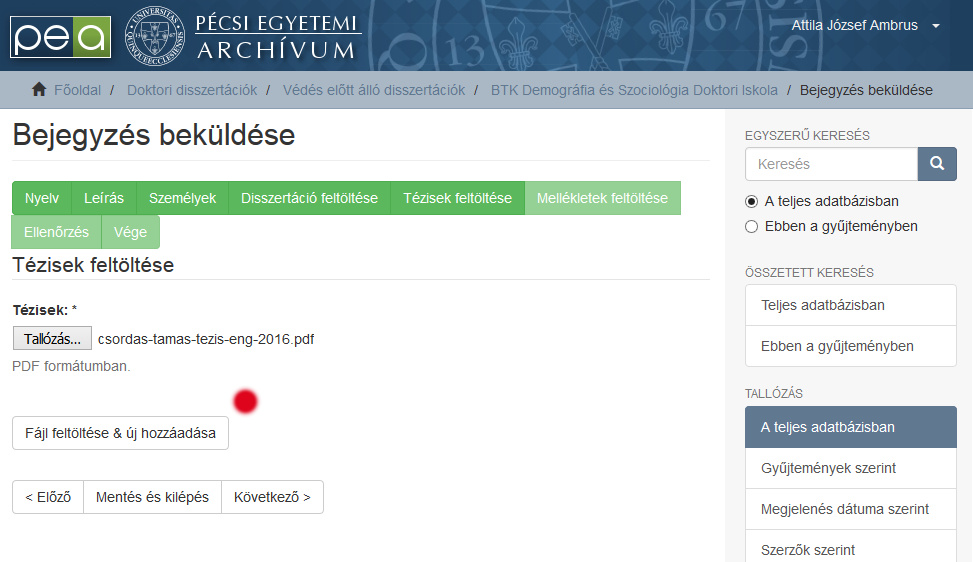 pea
PÉCSI EGYETEMI
ARCHÍVUM
Attila József Ambrus
Főoldal / Doktori disszertációk / Védés előtt álló disszertációk / BTK Demográfia és Szociológia Doktori Iskola / Bejegyzés beküldése
Bejegyzés beküldése
Nyelv Leírás Személyek Disszertáció feltöltése Tézisek feltöltése Mellékletek feltöltése
Ellenőrzés Vége
Tézisek feltöltése
Tézisek: *
Tallózás... csordas-tamas-tezis-eng-2016.pdf
PDF formátumban.
Fájl feltöltése & új hozzáadása
< Előző Mentés és kilépés Következő >
EGYSZERŰ KERESÉS
Keresés
A teljes adatbázisban
Ebben a gyűjteményben
ÖSSZETETT KERESÉS
Teljes adatbázisban
Ebben a gyűjteményben
TALLÓZÁS
A teljes adatbázisban
Gyűjtemények szerint
Megjelenés dátuma szerint
Szerzők szerint